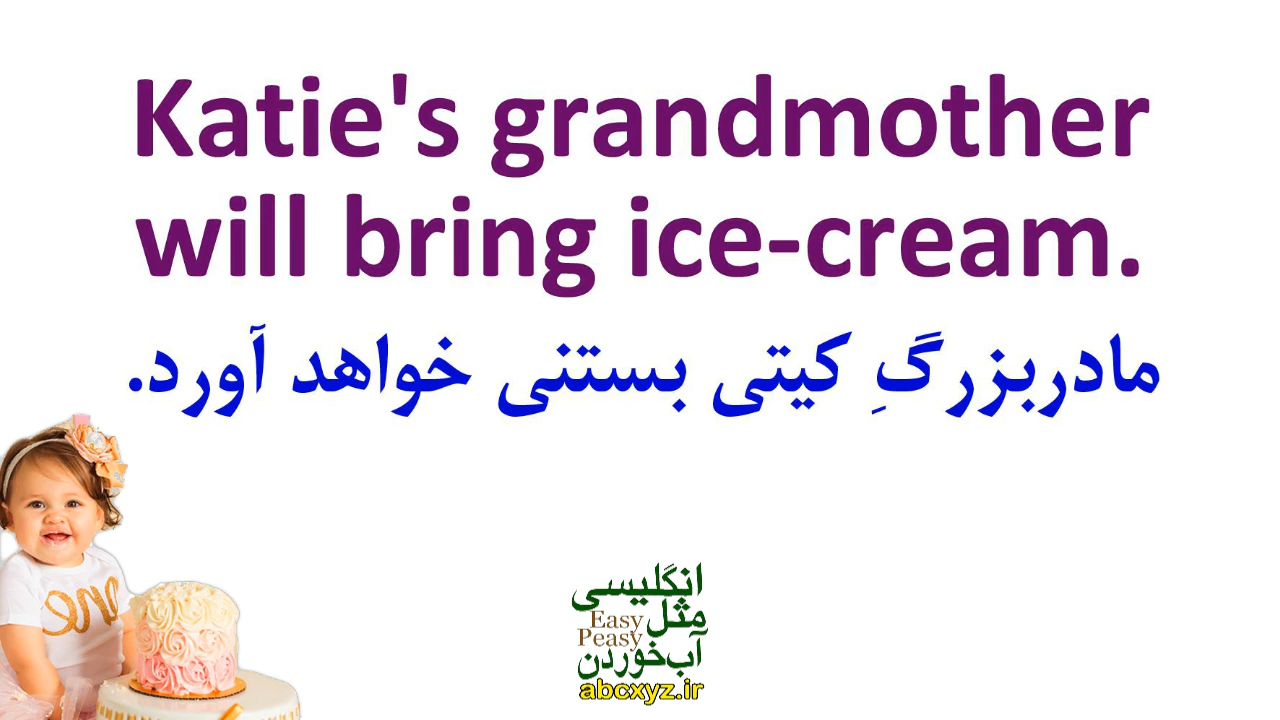 Katie's grandmother
will bring ice-cream.
مادربزرگِ کیتی بستنی خواهد آورد.
one
انگلیسی
مثل
Easy
Peasy
آب‌خوردن
abcxyz.ir